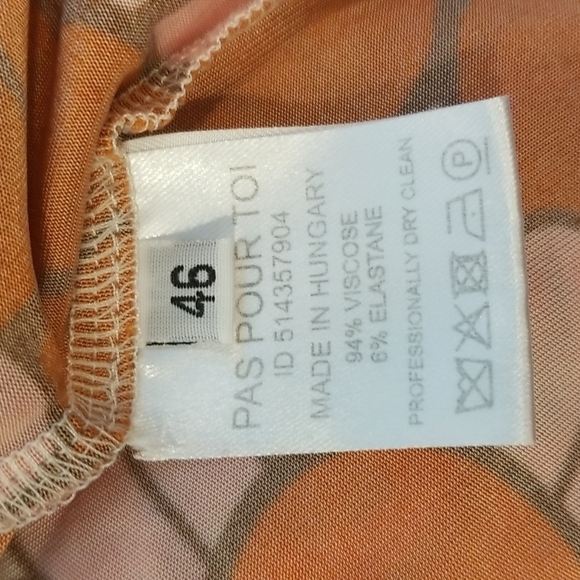 46
PAS POUR TOI
ID 514357904
MADE IN HUNGARY
94% VISCOSE
6% ELASTANE
PROFESSIONALLY DRY CLEAN
P